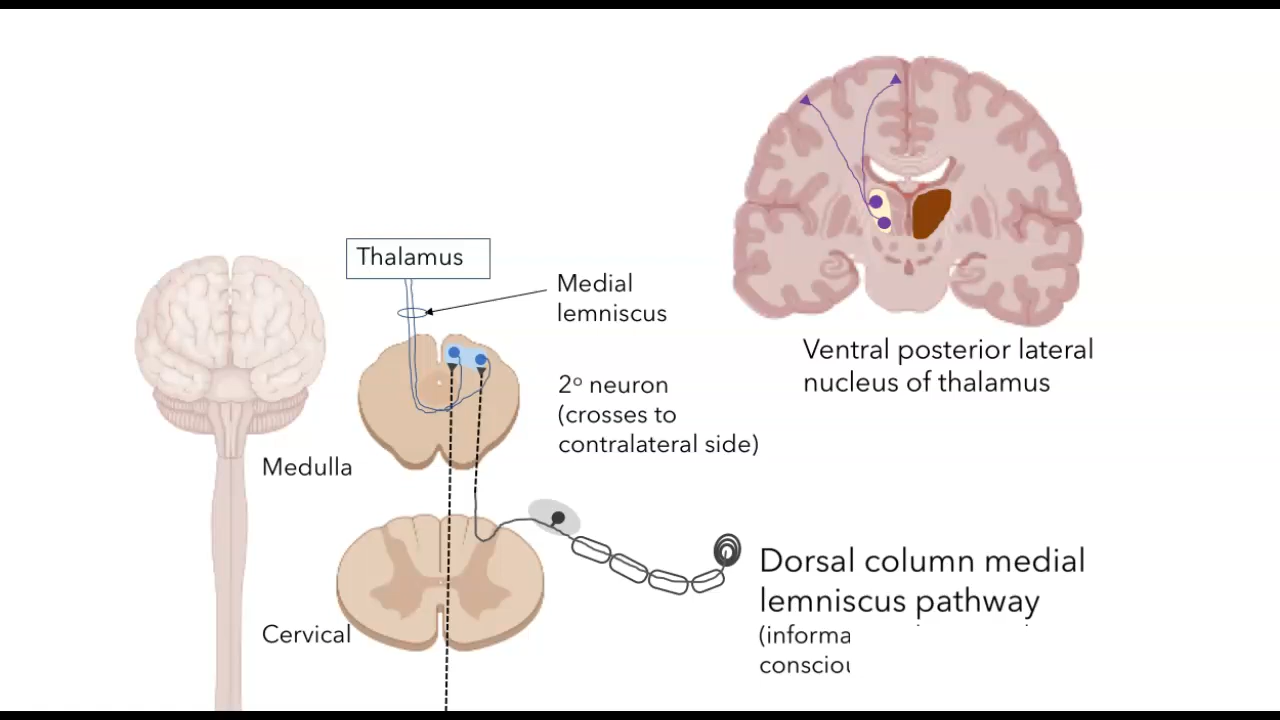 Thalamus
Medial
lemniscus
Ventral posterior lateral
nucleus of thalamus
2º neuron
(crosses to
contralateral side)
Medulla
Dorsal column medial
lemniscus pathway
Cervical